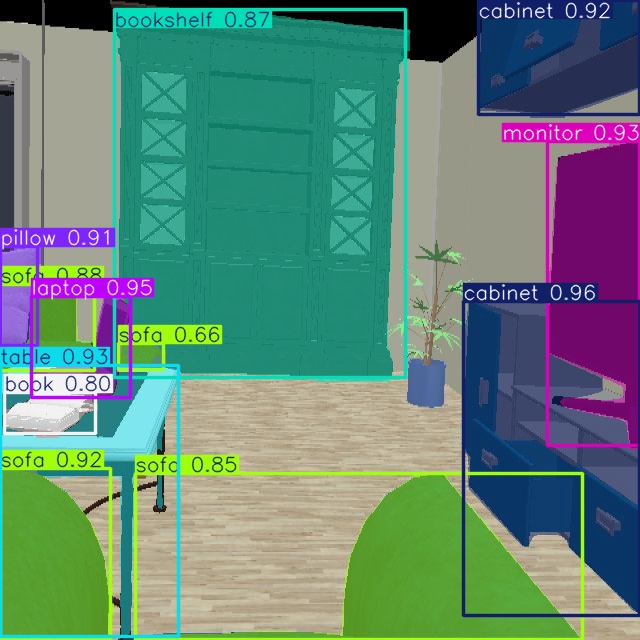 bookshelf 0.87
cabinet 0.92
monitor 0.93
pillow 0.91
sofa 0.88
laptop 0.95
cabinet 0.96
sofa 0.66
table 0.93
book 0.80
sofa 0.92
sofa 0.85